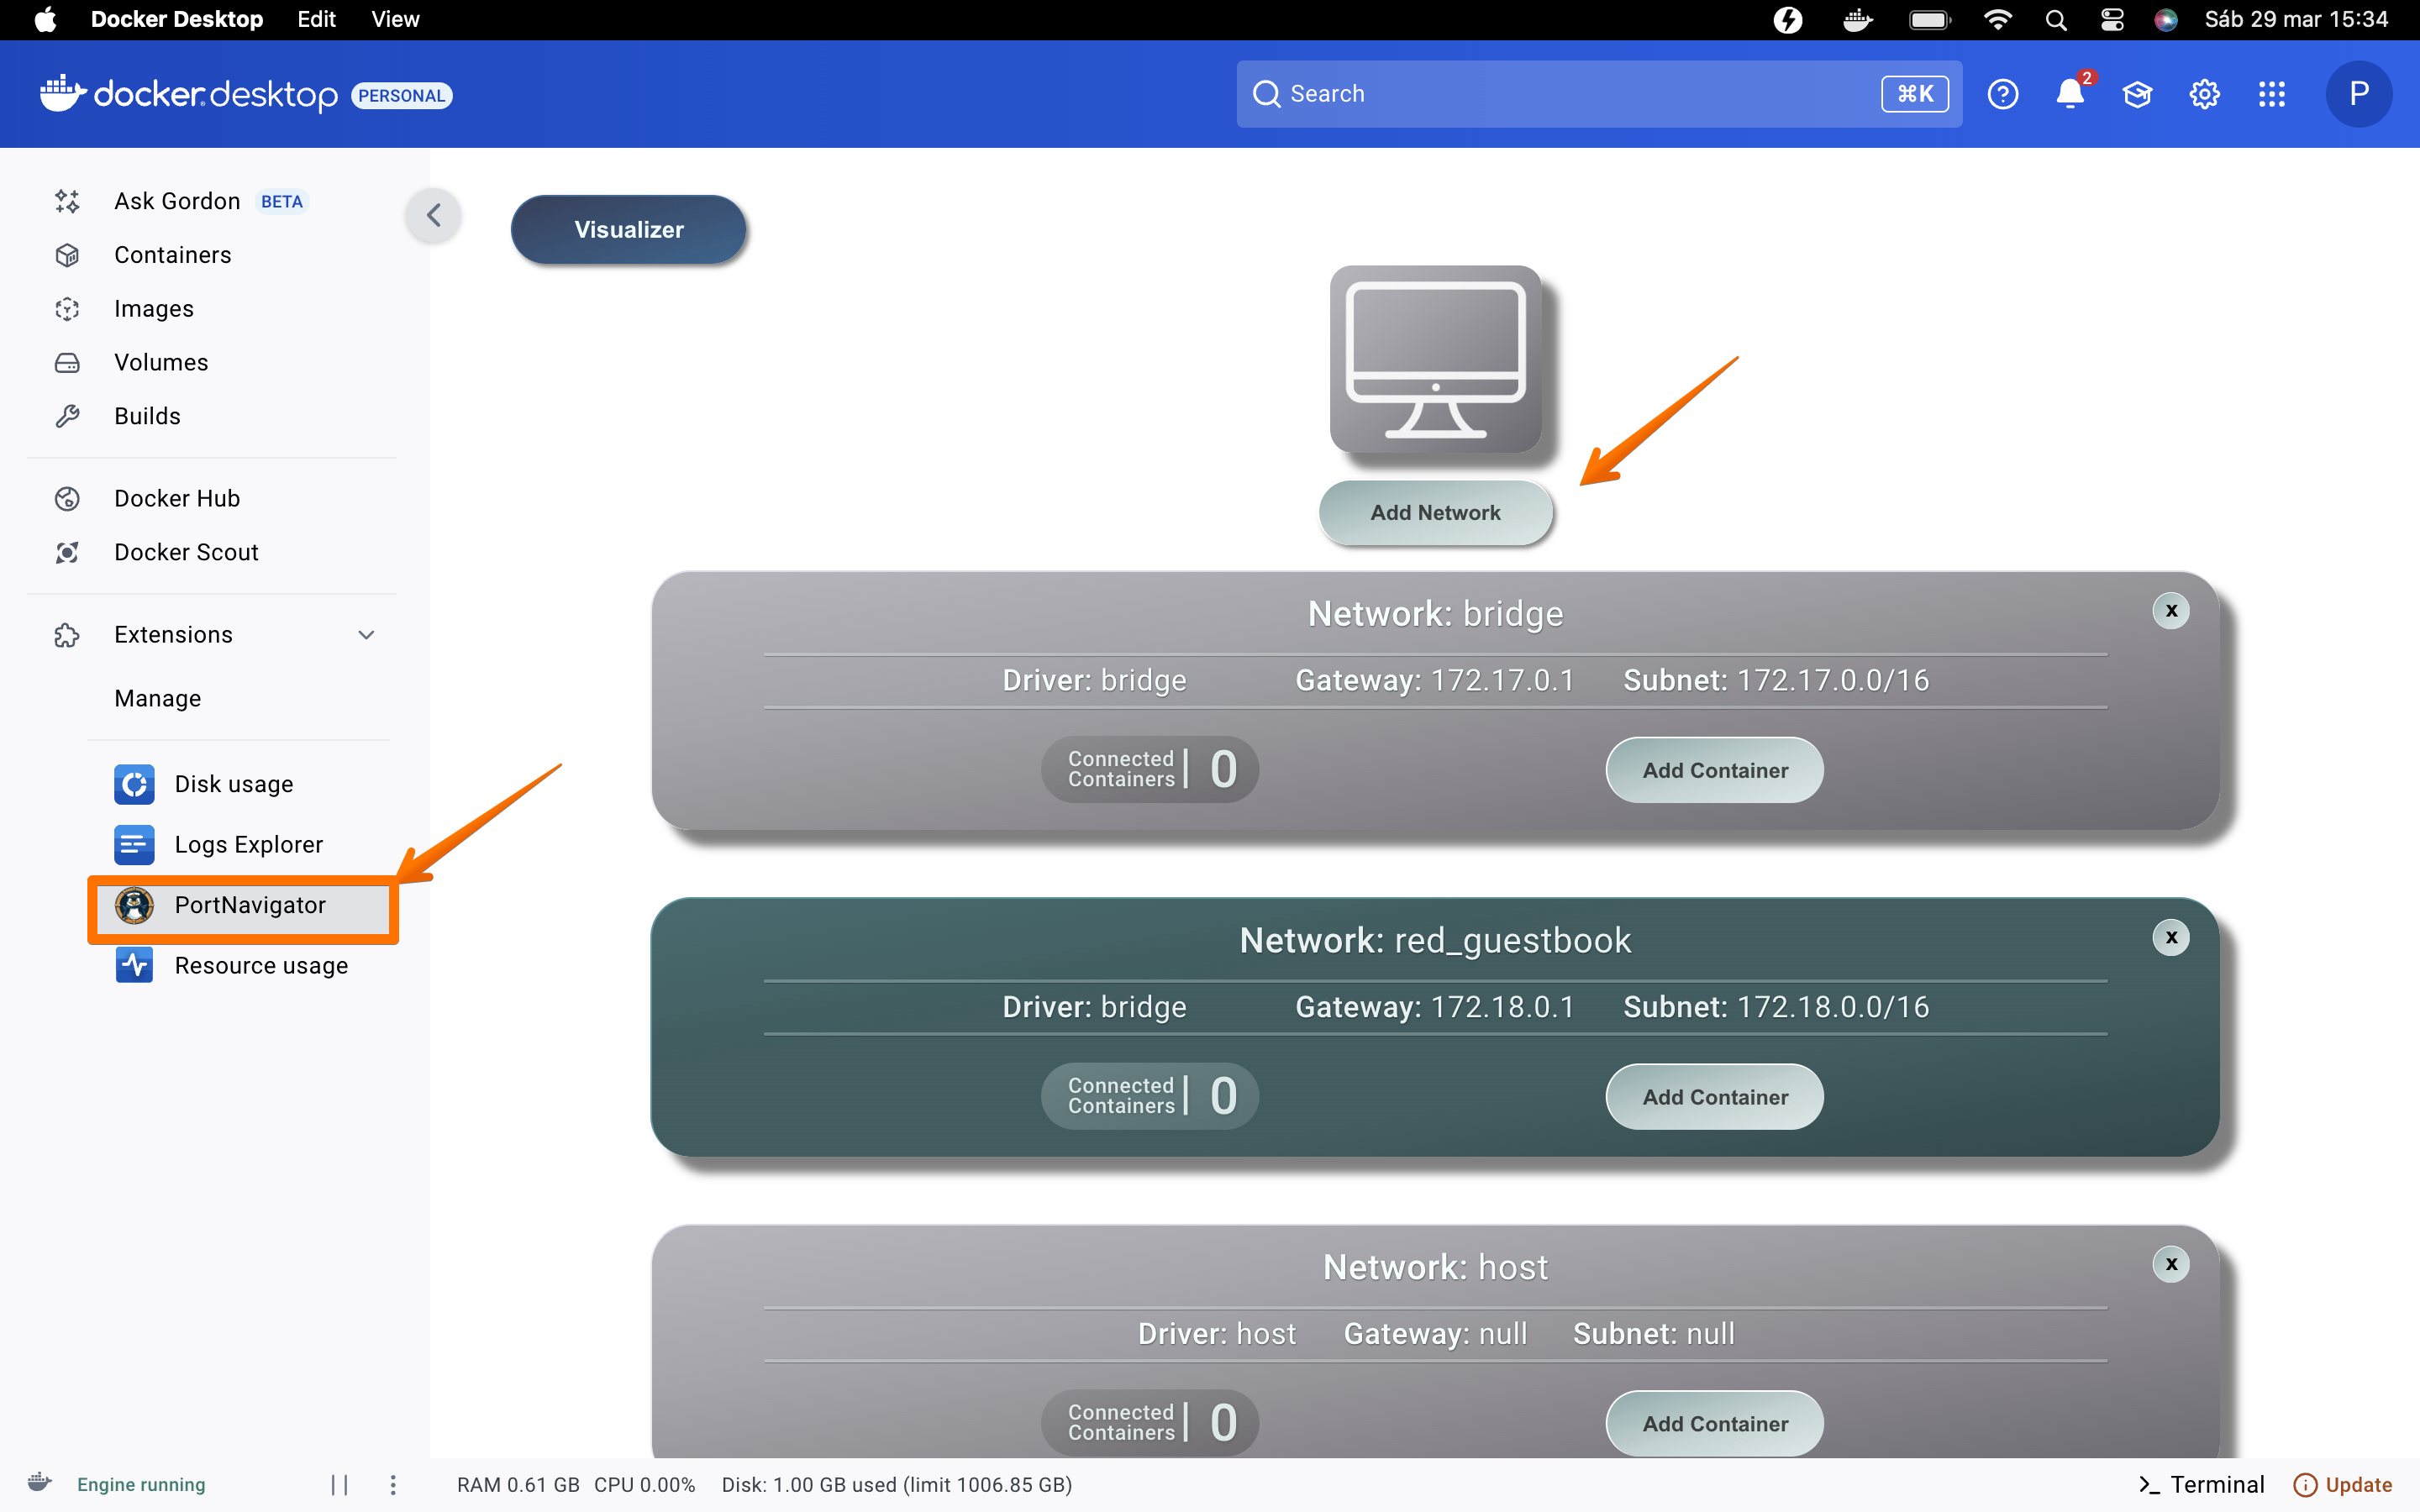 Docker Desktop Edit View
Sáb 29 mar 15:34
docker desktop PERSONAL
Search
⌘K
2
P
Ask Gordon BETA
Containers
Images
Volumes
Builds
Docker Hub
Docker Scout
Extensions
Manage
Disk usage
Logs Explorer
PortNavigator
Resource usage
Visualizer
Add Network
Network: bridge
x
Driver: bridge Gateway: 172.17.0.1 Subnet: 172.17.0.0/16
Connected
Containers
0
Add Container
Network: red_guestbook
x
Driver: bridge Gateway: 172.18.0.1 Subnet: 172.18.0.0/16
Connected
Containers
0
Add Container
Network: host
x
Driver: host Gateway: null Subnet: null
Connected
Containers
0
Add Container
Engine running
RAM 0.61 GB CPU 0.00% Disk: 1.00 GB used (limit 1006.85 GB)
>_ Terminal
Update